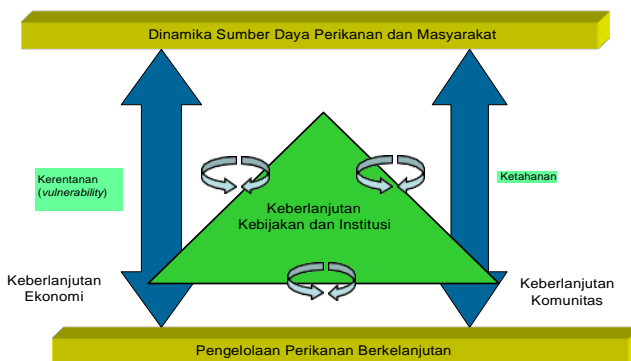 Dinamika Sumber Daya Perikanan dan Masyarakat
Kerentanan
(vulnerability)
Ketahanan
Keberlanjutan
Kebijakan dan Institusi
Keberlanjutan
Ekonomi
Keberlanjutan
Komunitas
Pengelolaan Perikanan Berkelanjutan